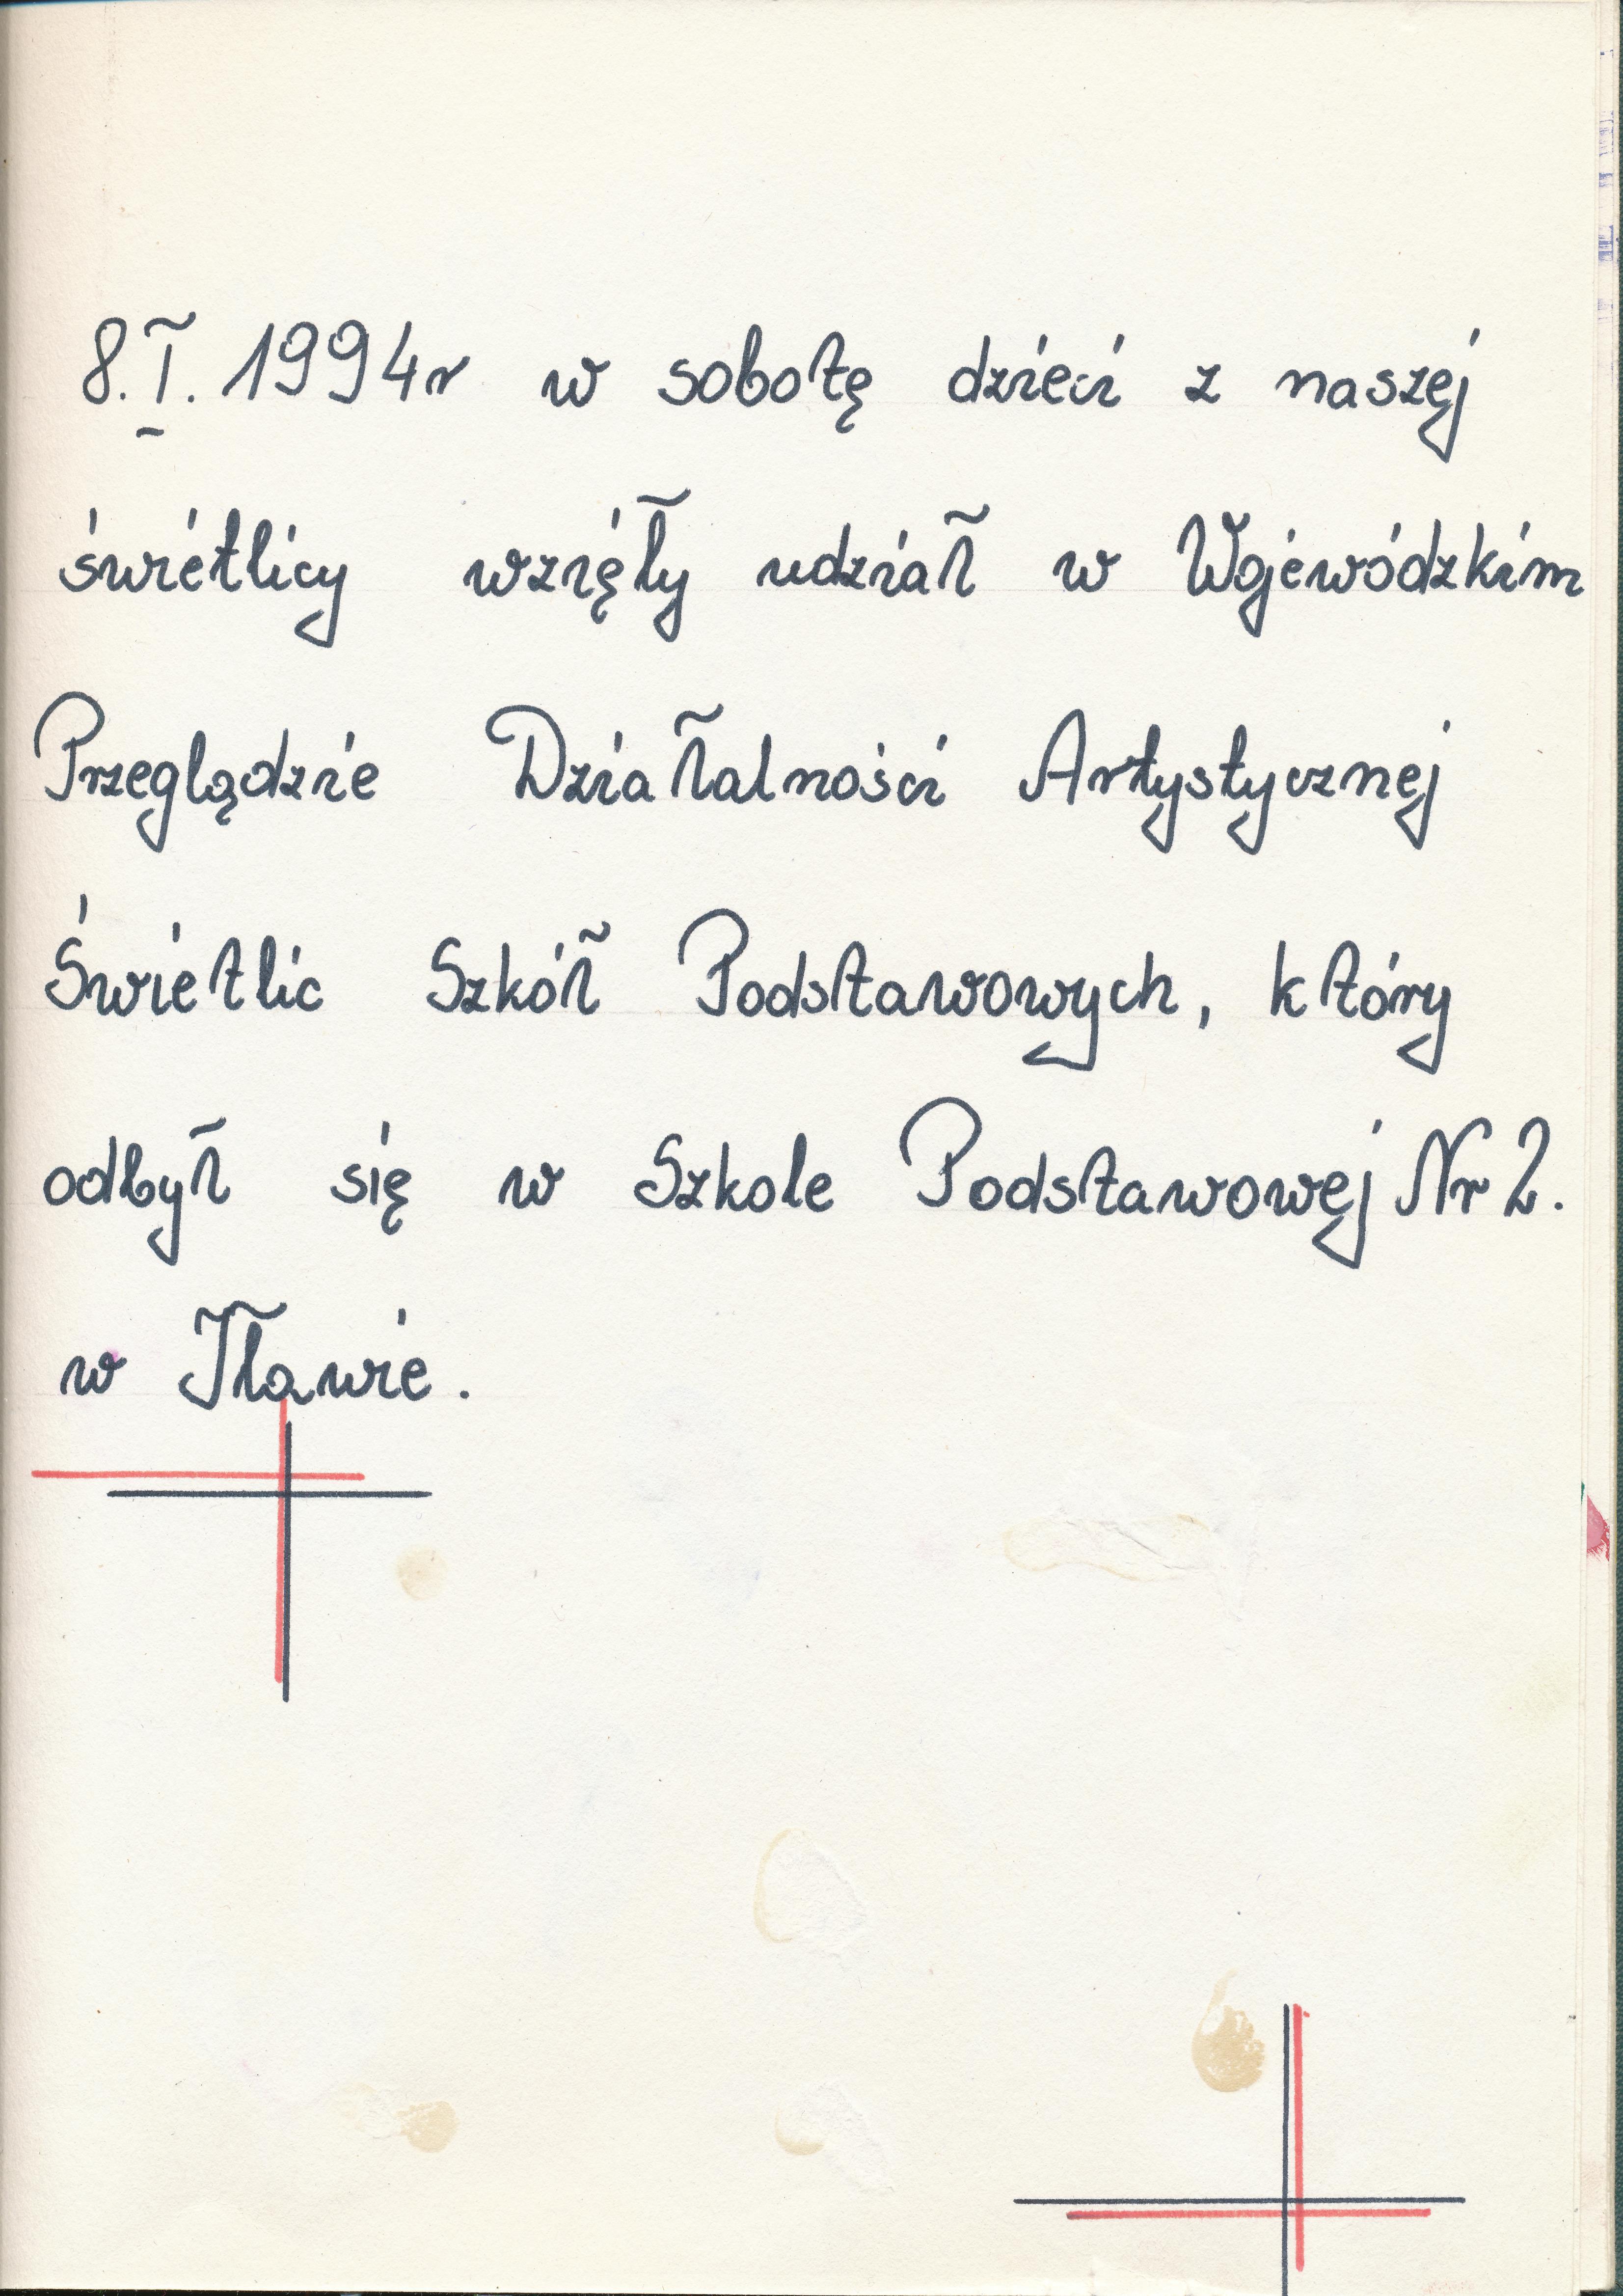 8.I.1994r w sobotę dzieci z naszej
świetlicy wzięły udział w Wojewódzkim
Przeglądzie Działalności Artystycznej
Świetlic Szkół Podstawowych, który
odbył się w Szkole Podstawowej Nr 2.
w Iławie.